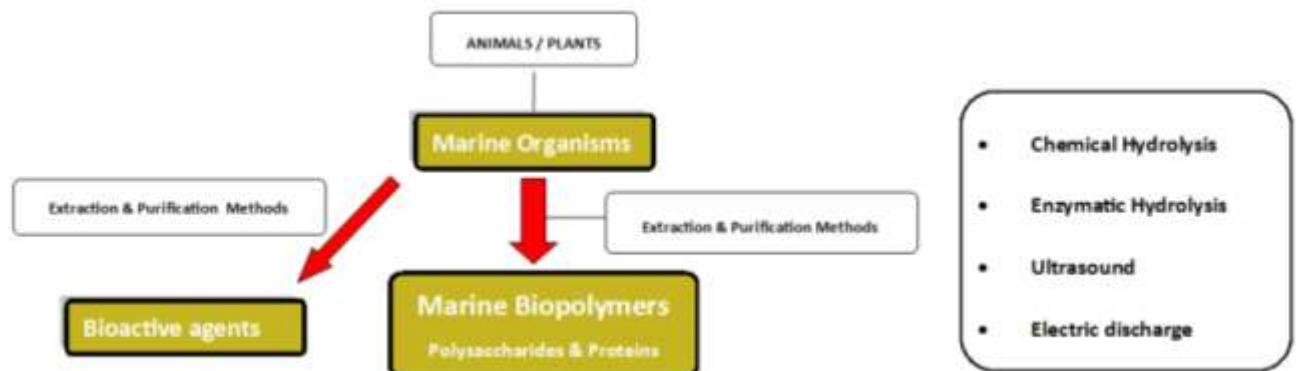 ANIMALS / PLANTS
Marine Organisms
Extraction & Purification Methods
Extraction & Purification Methods
Bioactive agents
Marine Biopolymers
Polysaccharides & Proteins
• Chemical Hydrolysis
• Enzymatic Hydrolysis
• Ultrasound
• Electric discharge